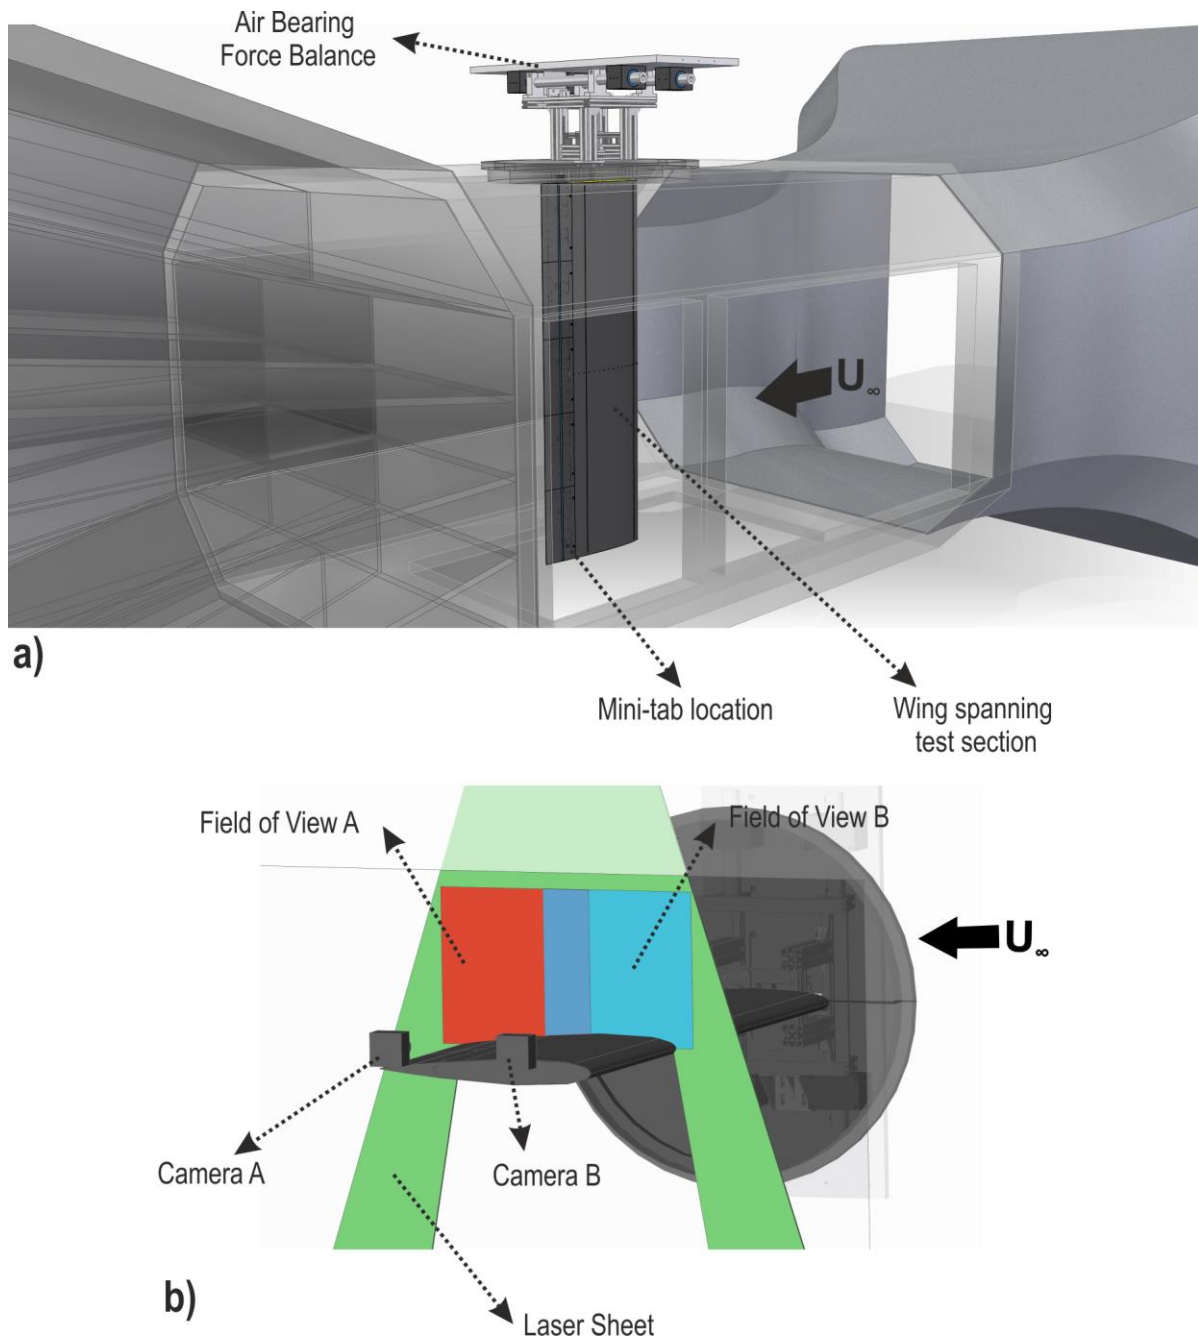 Air Bearing
Force Balance
U∞
a)
Mini-tab location
Wing spanning
test section
Field of View A
Field of View B
U∞
Camera A
Camera B
b)
Laser Sheet